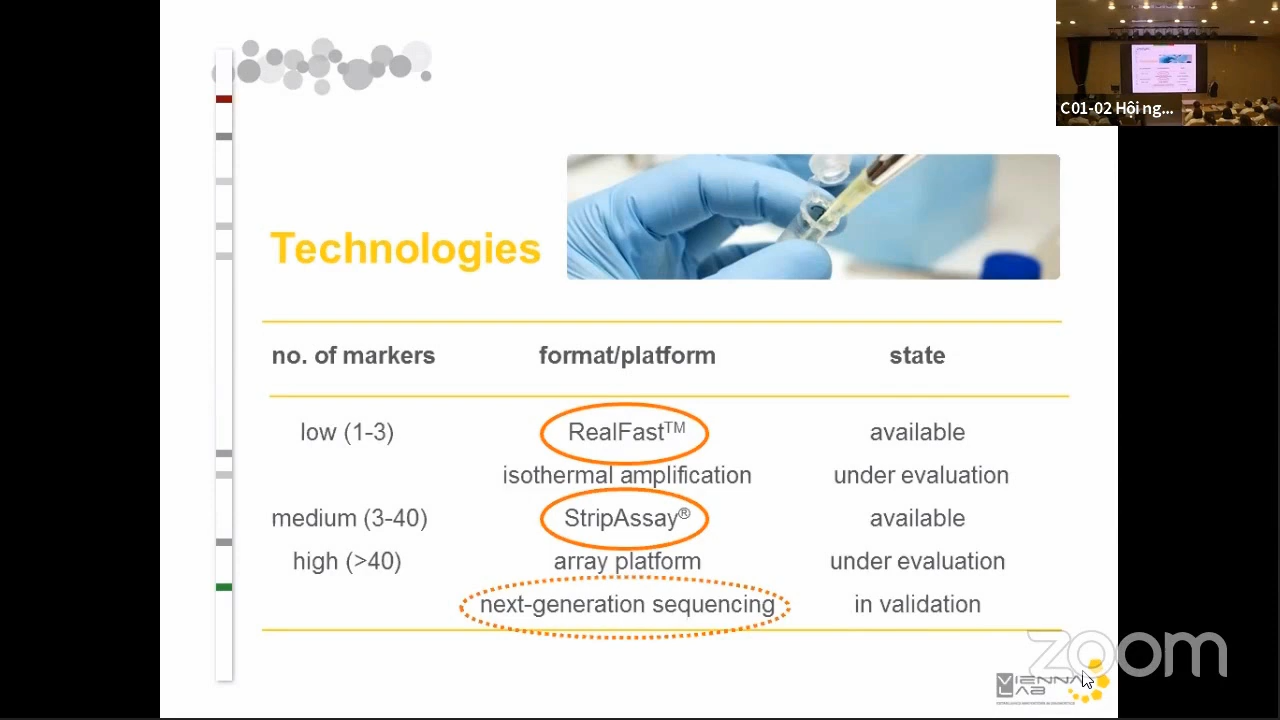 C01-02 Hội ng...
Technologies
no. of markers format/platform state
low (1-3) RealFast™ available
isothermal amplification under evaluation
medium (3-40) StripAssay® available
high (>40) array platform under evaluation
next-generation sequencing in validation
zoom
VIENNA
LAB